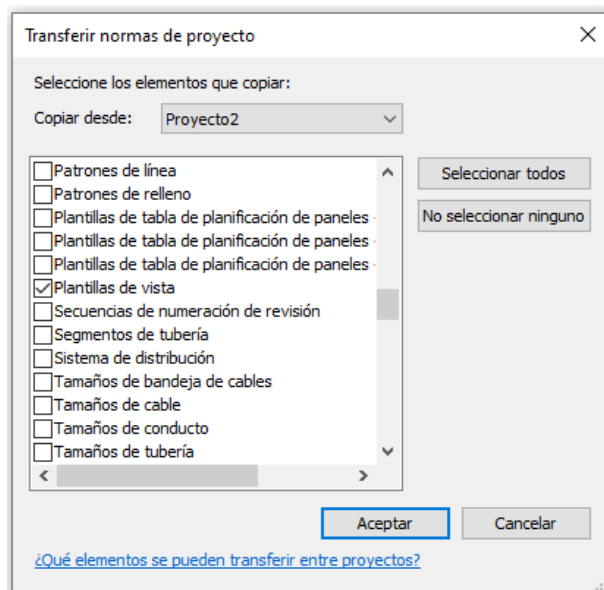 Transferir normas de proyecto
Seleccione los elementos que copiar:
Copiar desde: Proyecto2
Patrones de línea
Patrones de relleno
Plantillas de tabla de planificación de paneles -
Plantillas de tabla de planificación de paneles -
Plantillas de tabla de planificación de paneles -
Plantillas de vista
Secuencias de numeración de revisión
Segmentos de tubería
Sistema de distribución
Tamaños de bandeja de cables
Tamaños de cable
Tamaños de conducto
Tamaños de tubería
Seleccionar todos
No seleccionar ninguno
Aceptar
Cancelar
¿Qué elementos se pueden transferir entre proyectos?